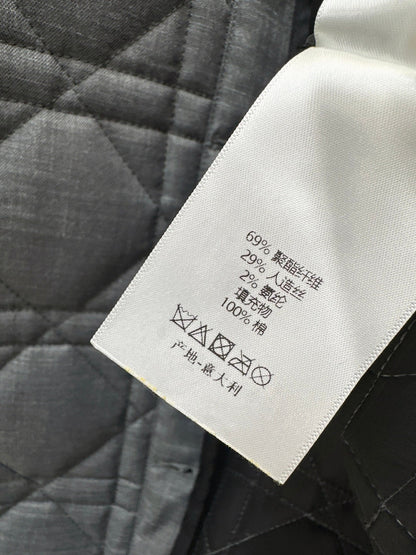 69% 聚酯纤维
29% 人造丝
2% 氨纶
填充物
100% 棉
产地-意大利